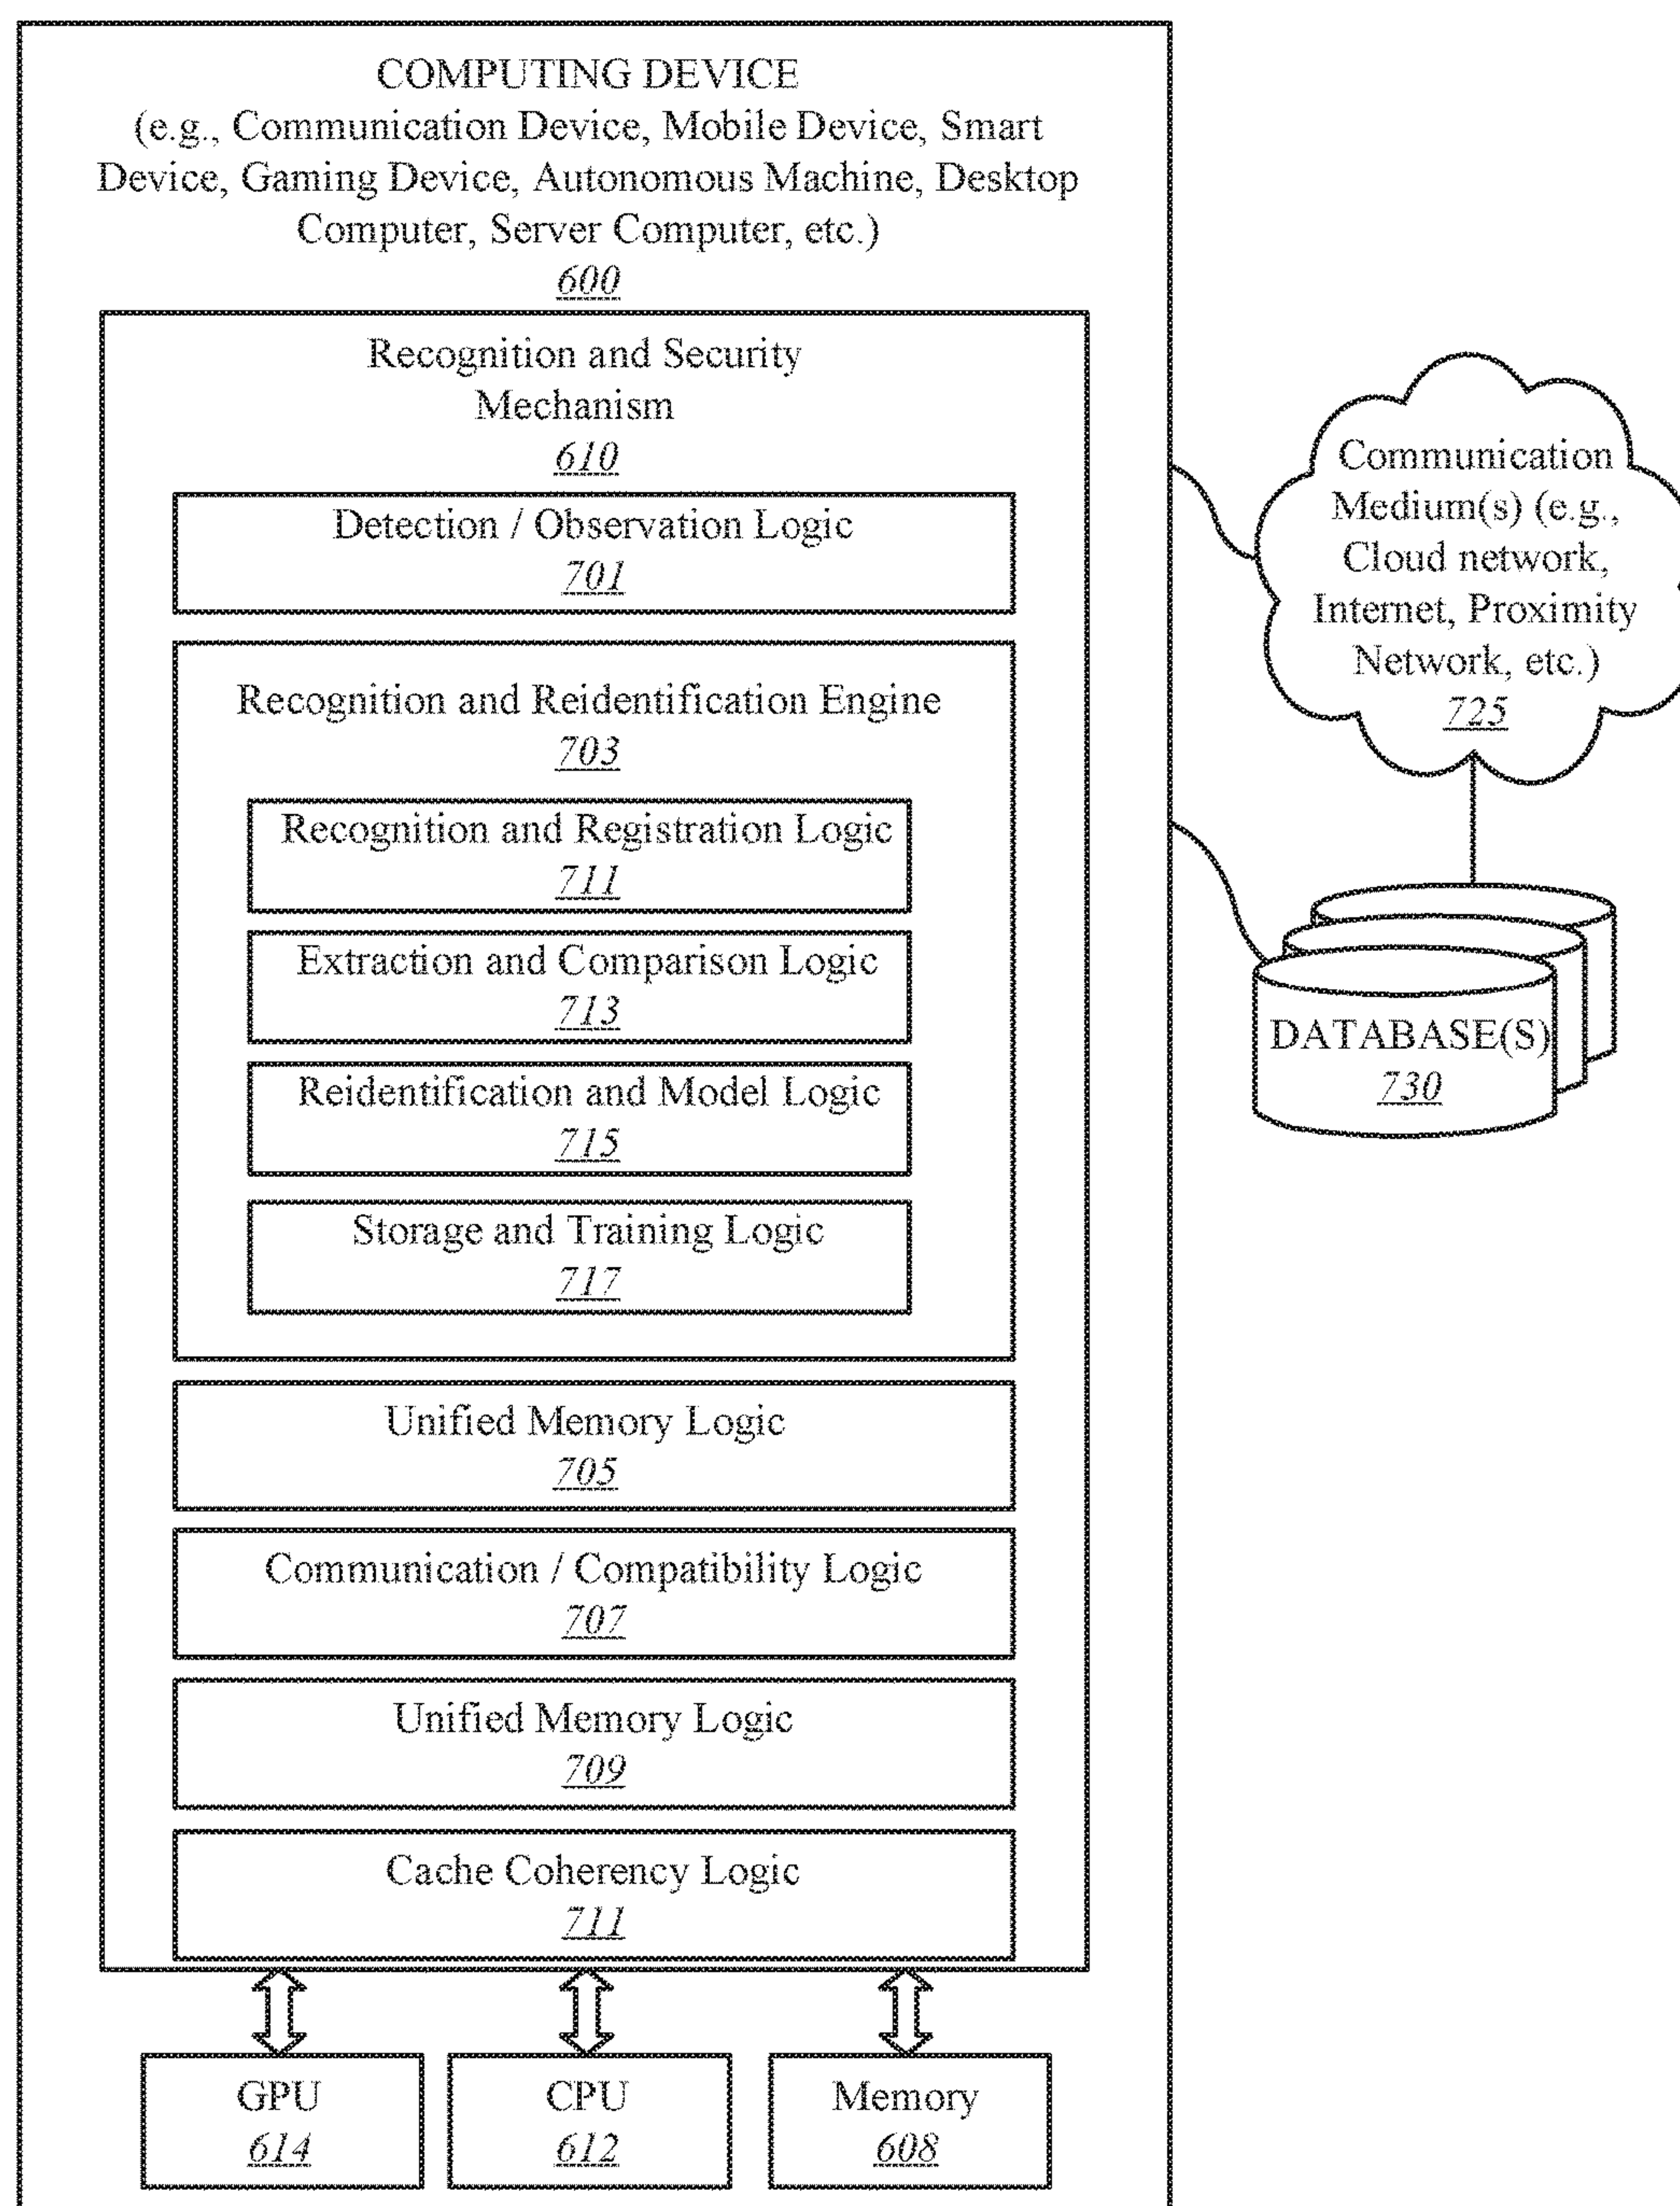 COMPUTING DEVICE
(e.g., Communication Device, Mobile Device, Smart
Device, Gaming Device, Autonomous Machine, Desktop
Computer, Server Computer, etc.)
600
Recognition and Security
Mechanism
610
Detection / Observation Logic
701
Recognition and Reidentification Engine
703
Recognition and Registration Logic
711
Extraction and Comparison Logic
713
Reidentification and Model Logic
715
Storage and Training Logic
717
Unified Memory Logic
705
Communication / Compatibility Logic
707
Unified Memory Logic
709
Cache Coherency Logic
711
GPU
614
CPU
612
Memory
608
Communication
Medium(s) (e.g.,
Cloud network,
Internet, Proximity
Network, etc.)
725
DATABASE(S)
730